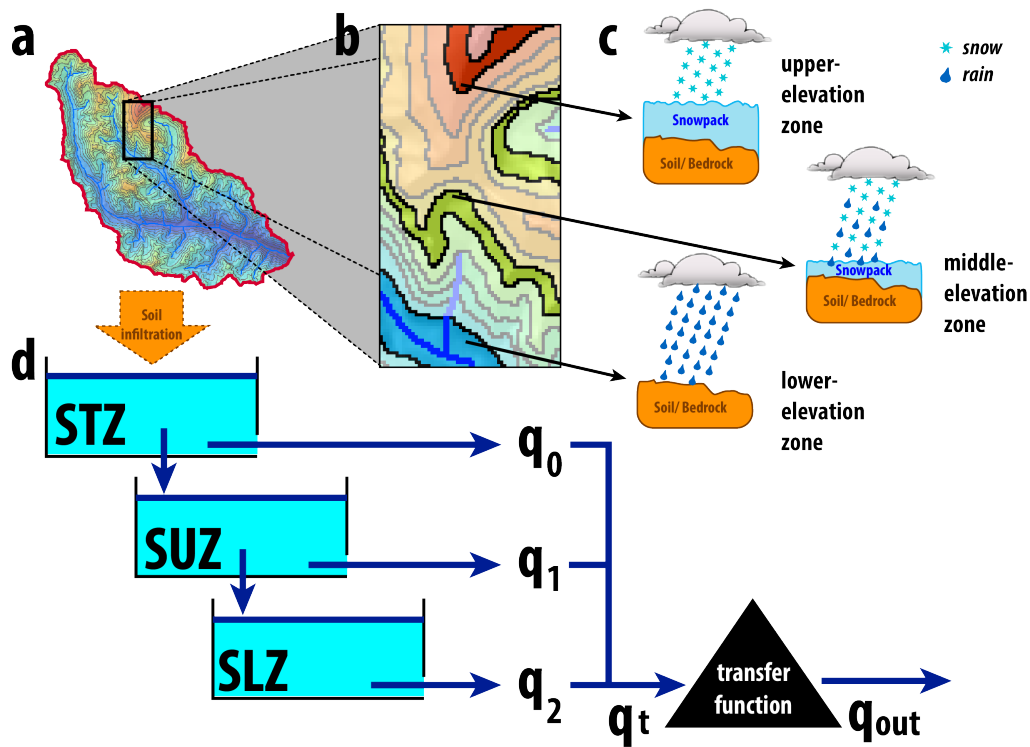 a
b
c
snow
rain
upper-
elevation
zone
Snowpack
Soil/ Bedrock
middle-
elevation
zone
Snowpack
Soil/ Bedrock
lower-
elevation
zone
Soil/ Bedrock
Soil
infiltration
d
STZ
q0
SUZ
q1
SLZ
q2
qt
transfer
function
qout